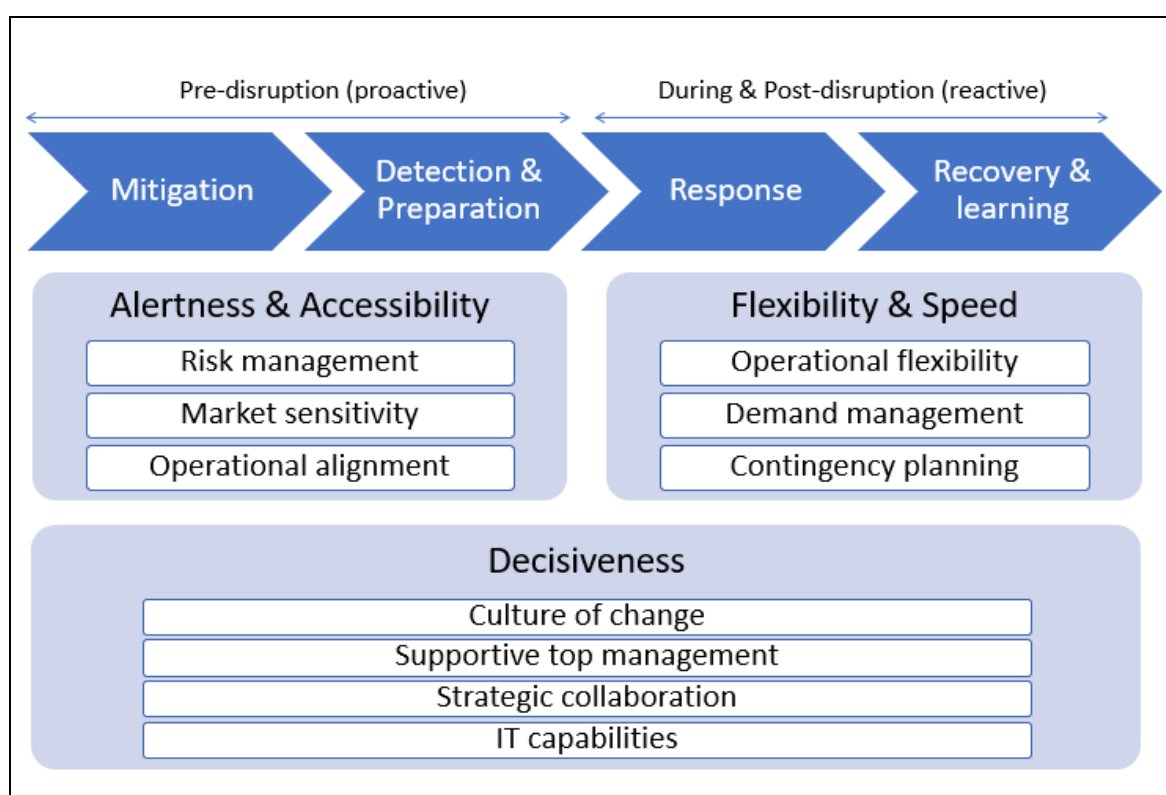 Pre-disruption (proactive)
During & Post-disruption (reactive)
Mitigation
Detection &
Preparation
Response
Recovery &
learning
Alertness & Accessibility
Risk management
Market sensitivity
Operational alignment
Flexibility & Speed
Operational flexibility
Demand management
Contingency planning
Decisiveness
Culture of change
Supportive top management
Strategic collaboration
IT capabilities